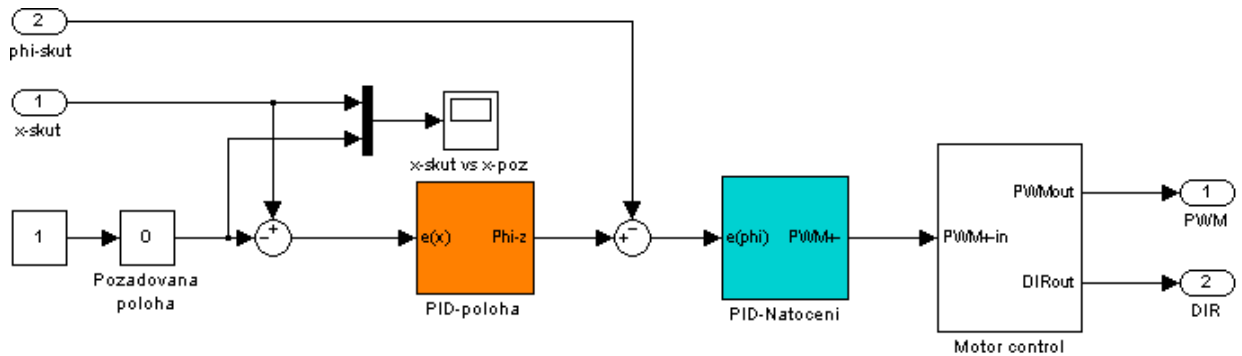 2
phi-skut
1
x-skut
x-skut vs x-poz
1
0
Pozadovana
poloha
e(x)
Phi-z
PID-poloha
e(phi)
PWM+-
PID-Natoceni
PWM+-in
PWMout
DIRout
Motor control
1
PWM
2
DIR